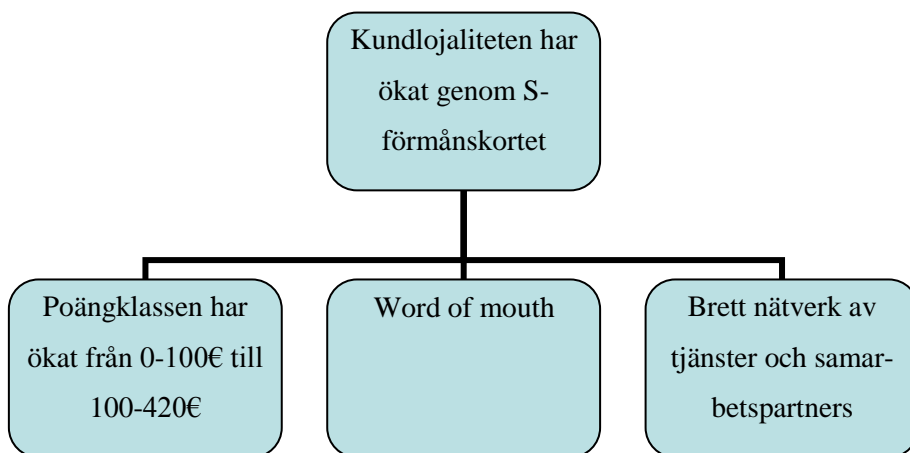 Kundlojaliteten har
ökat genom S-
förmånskortet
Poängklassen har
ökat från 0-100€ till
100-420€
Word of mouth
Brett nätverk av
tjänster och samar-
betspartners